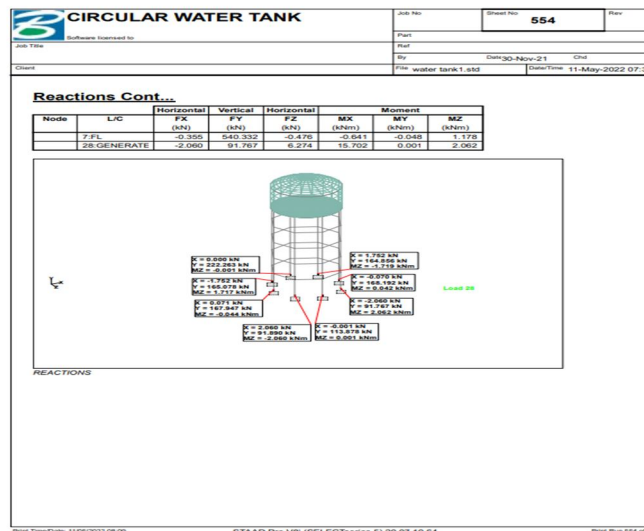 CIRCULAR WATER TANK
Software licensed to
Job No
Sheet No
554
Rev
Part
Job Title
Ref
By
Date 30-Nov-21
Chd
Client
File water tank1.std
Date/Time 11-May-2022 07:3
Reactions Cont...
Horizontal Vertical Horizontal Moment
Node L/C FX FY FZ MX MY MZ
(kN) (kN) (kN) (kNm) (kNm) (kNm)
7:FL -0.355 540.332 -0.476 -0.641 -0.048 1.178
28:GENERATE -2.060 91.767 6.274 15.702 0.001 2.062
X = 0.000 kN
Y = 222.263 kN
MZ = -0.001 kNm
X = 1.752 kN
Y = 164.856 kN
MZ = -1.719 kNm
X = -1.752 kN
Y = 165.078 kN
MZ = 1.717 kNm
X = -0.070 kN
Y = 168.192 kN
MZ = 0.042 kNm
Load 28
X = 0.071 kN
Y = 167.947 kN
MZ = -0.044 kNm
X = -2.060 kN
Y = 91.767 kN
MZ = 2.062 kNm
X = 2.060 kN
Y = 91.890 kN
MZ = -2.060 kNm
X = -0.001 kN
Y = 113.878 kN
MZ = 0.001 kNm
REACTIONS